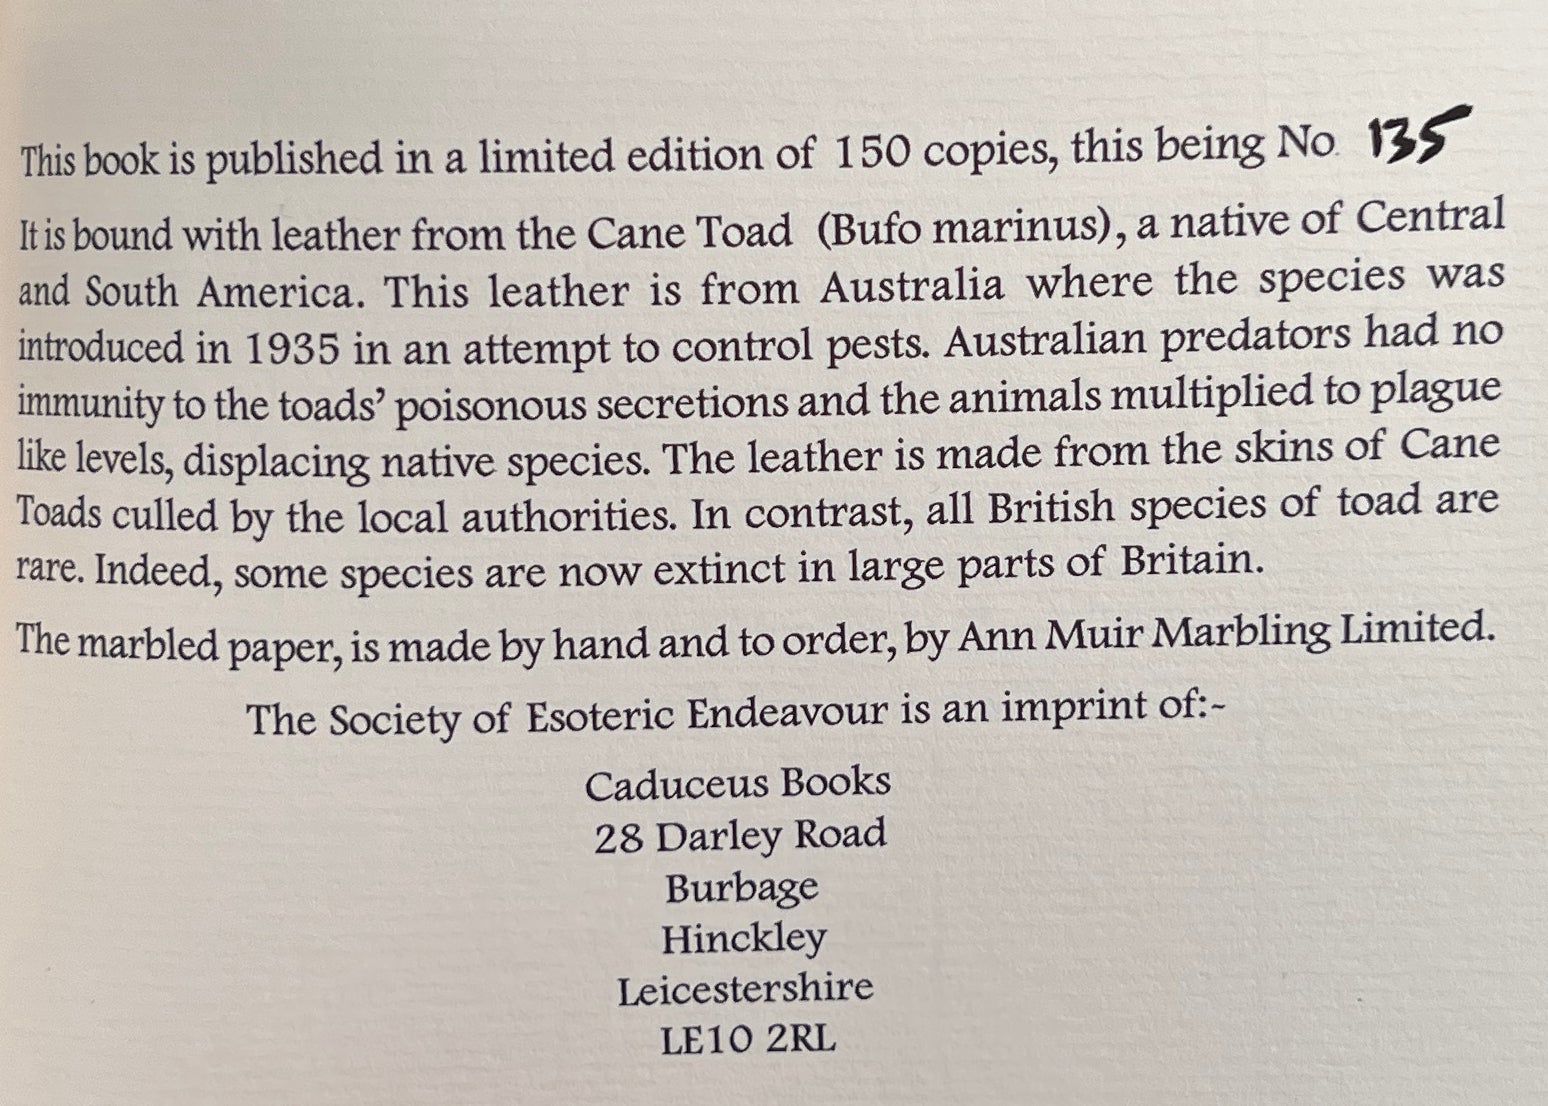 This book is published in a limited edition of 150 copies, this being No. 135
It is bound with leather from the Cane Toad (Bufo marinus), a native of Central
and South America. This leather is from Australia where the species was
introduced in 1935 in an attempt to control pests. Australian predators had no
immunity to the toads’ poisonous secretions and the animals multiplied to plague
like levels, displacing native species. The leather is made from the skins of Cane
Toads culled by the local authorities. In contrast, all British species of toad are
rare. Indeed, some species are now extinct in large parts of Britain.
The marbled paper, is made by hand and to order, by Ann Muir Marbling Limited.
The Society of Esoteric Endeavour is an imprint of:~
Caduceus Books
28 Darley Road
Burbage
Hinckley
Leicestershire
LE10 2RL